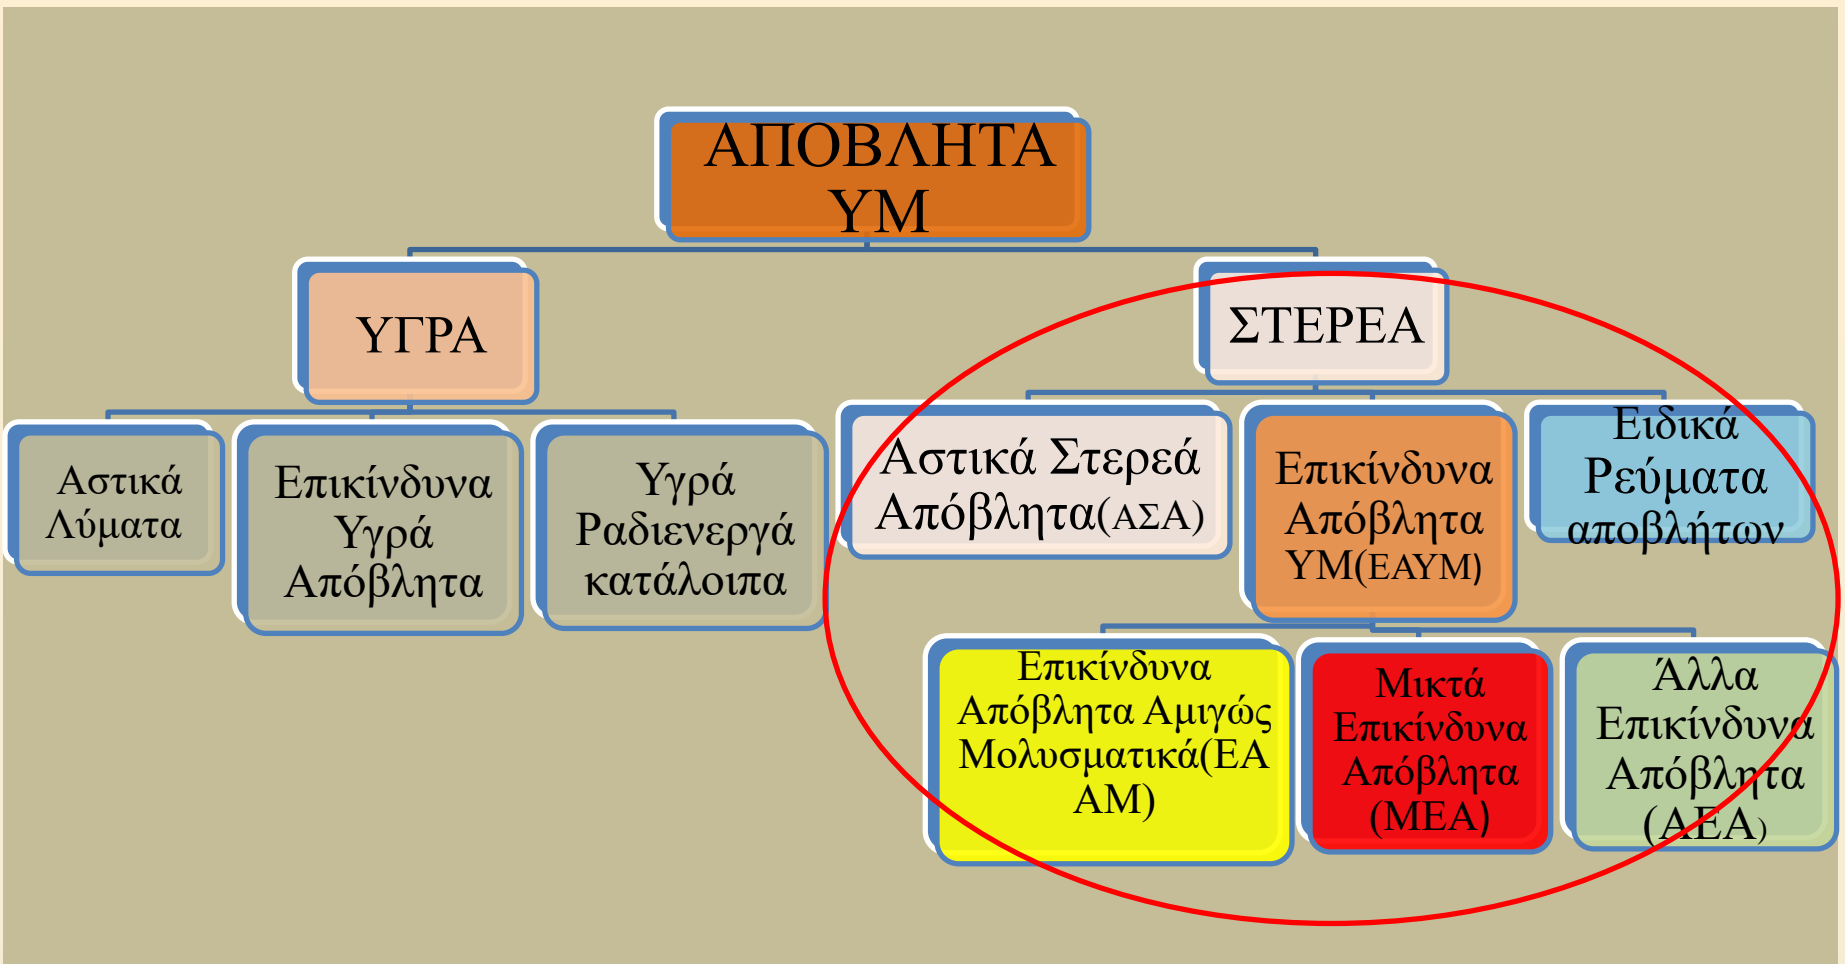 ΑΠΟΒΛΗΤΑ
ΥΜ
ΥΓΡΑ
ΣΤΕΡΕΑ
Αστικά
Λύματα
Επικίνδυνα
Υγρά
Απόβλητα
Υγρά
Ραδιενεργά
κατάλοιπα
Αστικά Στερεά
Απόβλητα(ΑΣΑ)
Επικίνδυνα
Απόβλητα
ΥΜ(ΕΑΥΜ)
Ειδικά
Ρεύματα
αποβλήτων
Επικίνδυνα
Απόβλητα Αμιγώς
Μολυσματικά(ΕΑ
ΑΜ)
Μικτά
Επικίνδυνα
Απόβλητα
(ΜΕΑ)
Άλλα
Επικίνδυνα
Απόβλητα
(ΑΕΑ)